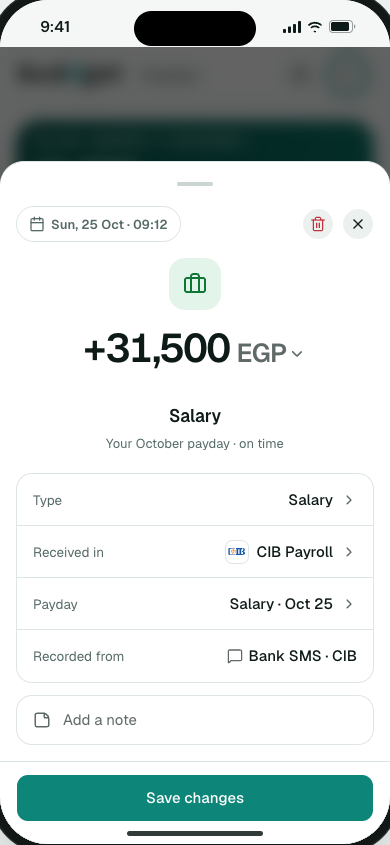 9:41
Sun, 25 Oct · 09:12
+31,500 EGP
Salary
Your October payday · on time
Type
Salary
Received in
CIB
CIB Payroll
Payday
Salary · Oct 25
Recorded from
Bank SMS · CIB
Add a note
Save changes